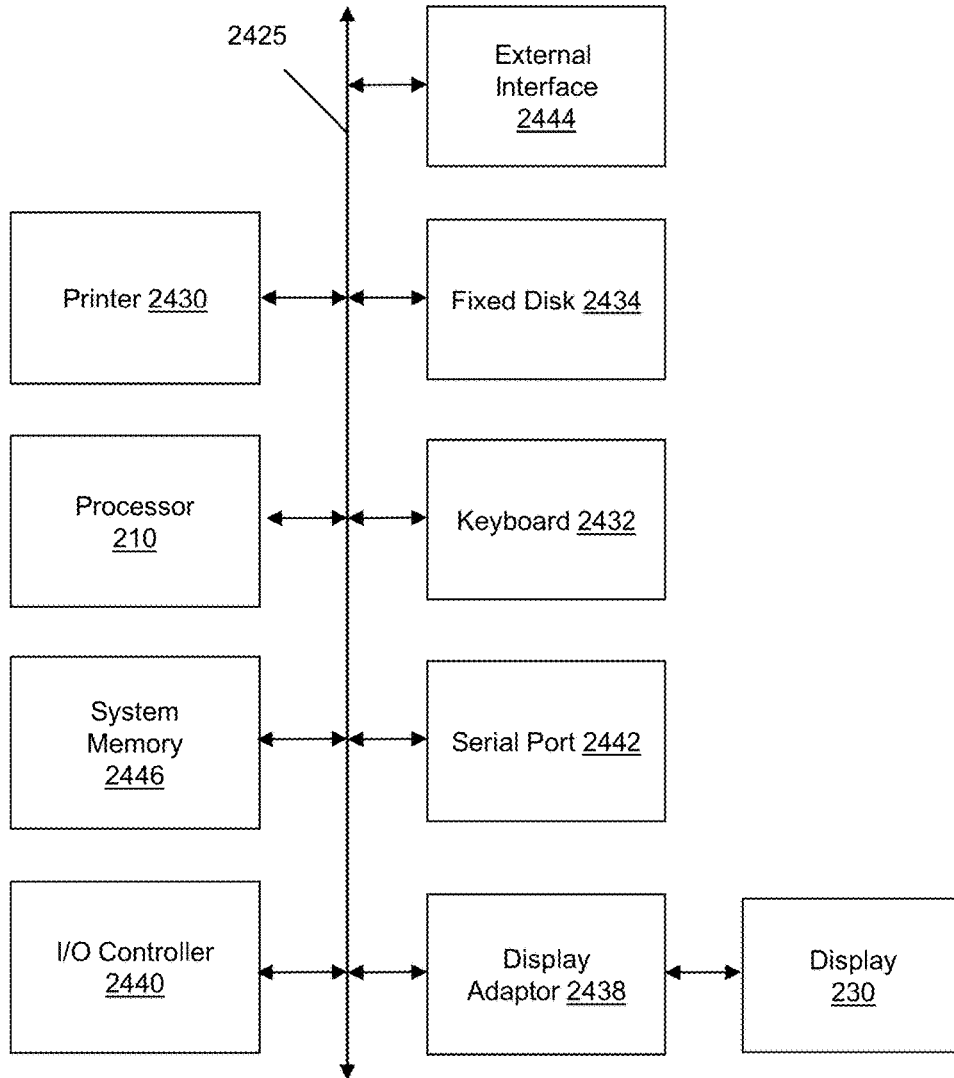 2425
External
Interface
2444
Printer 2430
Fixed Disk 2434
Processor
210
Keyboard 2432
System
Memory
2446
Serial Port 2442
I/O Controller
2440
Display
Adaptor 2438
Display
230